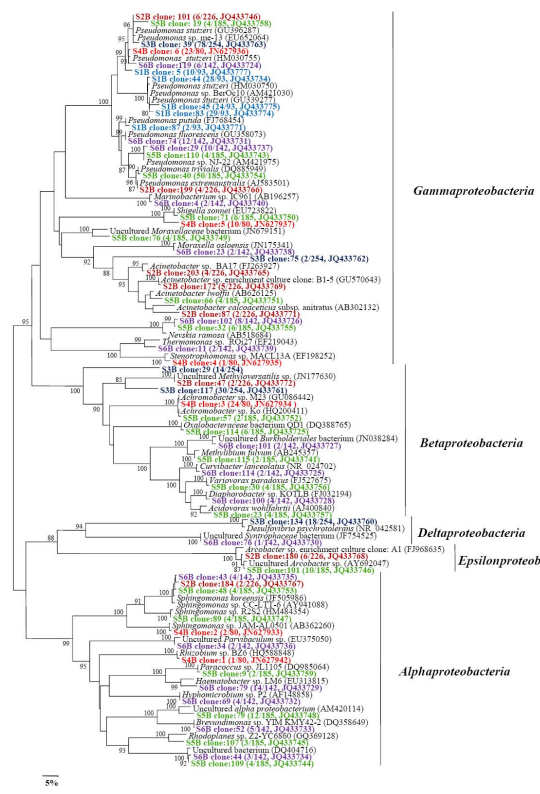 S2B clone: 101 (6/226, JQ433746)
S5B clone: 19 (4/185, JQ433758)
Pseudomonas stutzeri (GU396287)
Pseudomonas sp. me-13 (EU652064)
S3B clone: 39 (78/254, JQ433763)
S4B clone: 6 (23/80, JN627936)
Pseudomonas stutzeri (HM030755)
S6B clone:119 (6/142, JQ433724)
S1B clone: 5 (10/93, JQ433777)
S1B clone:44 (28/93, JQ433734)
Pseudomonas stutzeri (HM030750)
Pseudomonas sp. BerOc10 (AM421030)
Pseudomonas stutzeri (GU339277)
S1B clone:45 (24/93, JQ433775)
S1B clone:83 (29/93, JQ433774)
Pseudomonas putida (FJ768454)
S1B clone:87 (2/93, JQ433771)
Pseudomonas fluorescens (GU358073)
S6B clone:74 (12/142, JQ433731)
S6B clone:29 (10/142, JQ433737)
S5B clone:110 (4/185, JQ433743)
Pseudomonas sp. NJ-22 (AM421975)
Pseudomonas trivialis (DQ885949)
S5B clone:40 (50/185, JQ433754)
Pseudomonas extremaustralis (AJ583501)
S2B clone:199 (4/226, JQ433766)
Marinobacterium sp. IC961 (AB196257)
S6B clone:4 (2/142, JQ433740)
Shigella sonnei (EU723822)
S5B clone:71 (6/185, JQ433750)
S4B clone:5 (10/80, JN627937)
Uncultured Moraxellaceae bacterium (JN679151)
S5B clone:76 (4/185, JQ433749)
Moraxella osloensis (JN175341)
S6B clone:23 (2/142, JQ433738)
S3B clone:75 (2/254, JQ433762)
Acinetobacter sp. BA17 (FJ263927)
S2B clone:203 (4/226, JQ433765)
Acinetobacter sp. enrichment culture clone: B1-5 (GU570643)
S2B clone:172 (5/226, JQ433769)
Acinetobacter lwoffii (AB626125)
S5B clone:66 (4/185, JQ433751)
Acinetobacter calcoaceticus subsp. anitratus (AB302132)
S2B clone:87 (2/226, JQ433771)
S6B clone:102 (8/142, JQ433726)
S5B clone:32 (6/185, JQ433755)
Nevskia ramosa (AB518684)
Thermomonas sp. ROi27 (EF219043)
S6B clone:11 (2/142, JQ433739)
Stenotrophomonas sp. MACL13A (EF198252)
S4B clone:4 (1/80, JN627935)
S3B clone:29 (14/254)
Uncultured Methyloversatilis sp. (JN177630)
S2B clone:47 (2/226, JQ433772)
S3B clone:117 (30/254, JQ433761)
Achromobacter sp. M23 (GU086442)
S4B clone:3 (24/80, JN627934)
Achromobacter sp. Ko (HQ200411)
S5B clone:57 (2/185, JQ433752)
Oxalobacteraceae bacterium QD1 (DQ388765)
S5B clone:114 (6/185, JQ433725)
Uncultured Burkholderiales bacterium (JN038284)
S6B clone:101 (2/142, JQ433727)
Methylibium fulvum (AB245357)
S5B clone:115 (2/185, JQ433741)
Curvibacter lanceolatus (NR_024702)
S6B clone:114 (2/142, JQ433725)
Variovorax paradoxus (FJ527675)
S5B clone:30 (4/185, JQ433756)
Diaphorobacter sp. KOTLB (FJ032194)
S6B clone:100 (4/142, JQ433728)
Acidovorax wohlfahrtii (AJ400840)
S5B clone:23 (4/185, JQ433757)
S3B clone:134 (18/254, JQ433760)
Desulfovibrio psychrotolerans (NR_042581)
Uncultured Syntrophaceae bacterium (JF754525)
S6B clone:76 (1/142, JQ433730)
Arcobacter sp. enrichment culture clone: A1 (FJ968635)
S2B clone:180 (6/226, JQ433768)
Uncultured Arcobacter sp. (AY692047)
S5B clone:101 (10/185, JQ433746)
S6B clone:43 (4/142, JQ433735)
S2B clone:184 (2/226, JQ433767)
S5B clone:48 (4/185, JQ433753)
Sphingomonas koreensis (JF505986)
Sphingomonas sp. CC-LTT-6 (AY941088)
Sphingomonas sp. R2S2 (HM484354)
S5B clone:89 (4/185, JQ433747)
Sphingomonas sp. JAM-AL0501 (AB362260)
S4B clone:2 (2/80, JN627933)
Uncultured Parvibaculum sp. (EU375050)
S6B clone:34 (2/142, JQ433736)
Rhizobium sp. BZ6 (HQ588848)
S4B clone:1 (1/80, JN627942)
Paracoccus sp. JL1105 (DQ985064)
S5B clone:9 (2/185, JQ433759)
Haematobacter sp. LM6 (EU313815)
S6B clone:79 (14/142, JQ433729)
Hyphomicrobium sp. P2 (AF148858)
S6B clone:69 (4/142, JQ433732)
Uncultured alpha proteobacterium (AM420114)
S5B clone:79 (12/185, JQ433748)
Brevundimonas sp. YIM KMY42-2 (DQ358649)
S6B clone:52 (5/142, JQ433733)
Rhodoplanes sp. Z2-YC6860 (GQ369128)
S5B clone:107 (3/185, JQ433745)
Uncultured bacterium (DQ404716)
S6B clone:44 (3/142, JQ433734)
S5B clone:109 (4/185, JQ433744)
Gammaproteobacteria
Betaproteobacteria
Deltaproteobacteria
Epsilonproteob
Alphaproteobacteria
5%